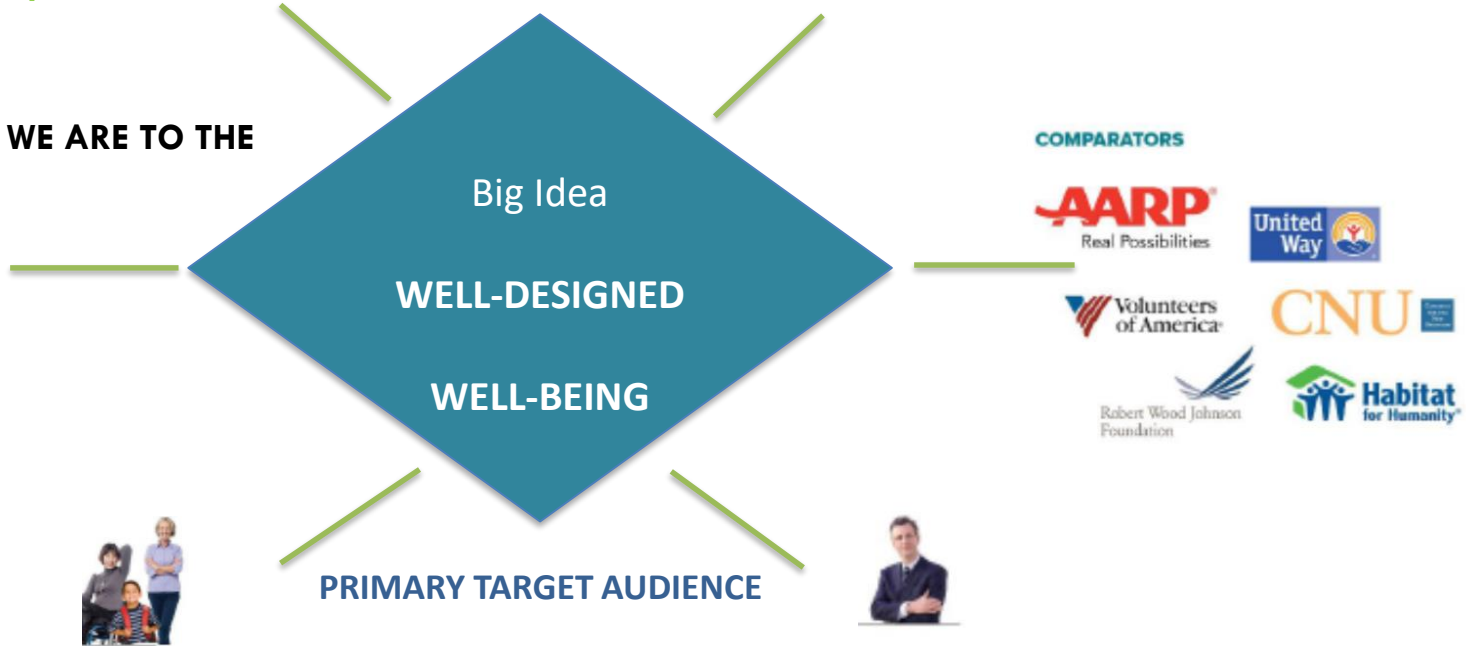 WE ARE TO THE
Big Idea
WELL-DESIGNED
WELL-BEING
PRIMARY TARGET AUDIENCE
COMPARATORS
AARP®
Real Possibilities
United
Way
Volunteers
of America
CNU
Robert Wood Johnson
Foundation
Habitat
for Humanity®